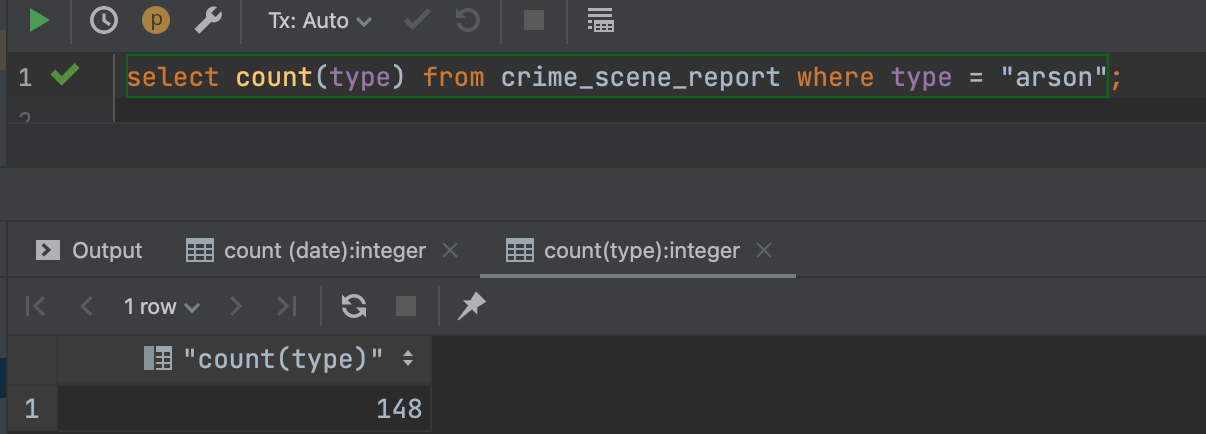 p Tx: Auto
1 select count(type) from crime_scene_report where type = "arson";
2
Output count (date):integer count(type):integer
1 row
"count(type)"
1 148